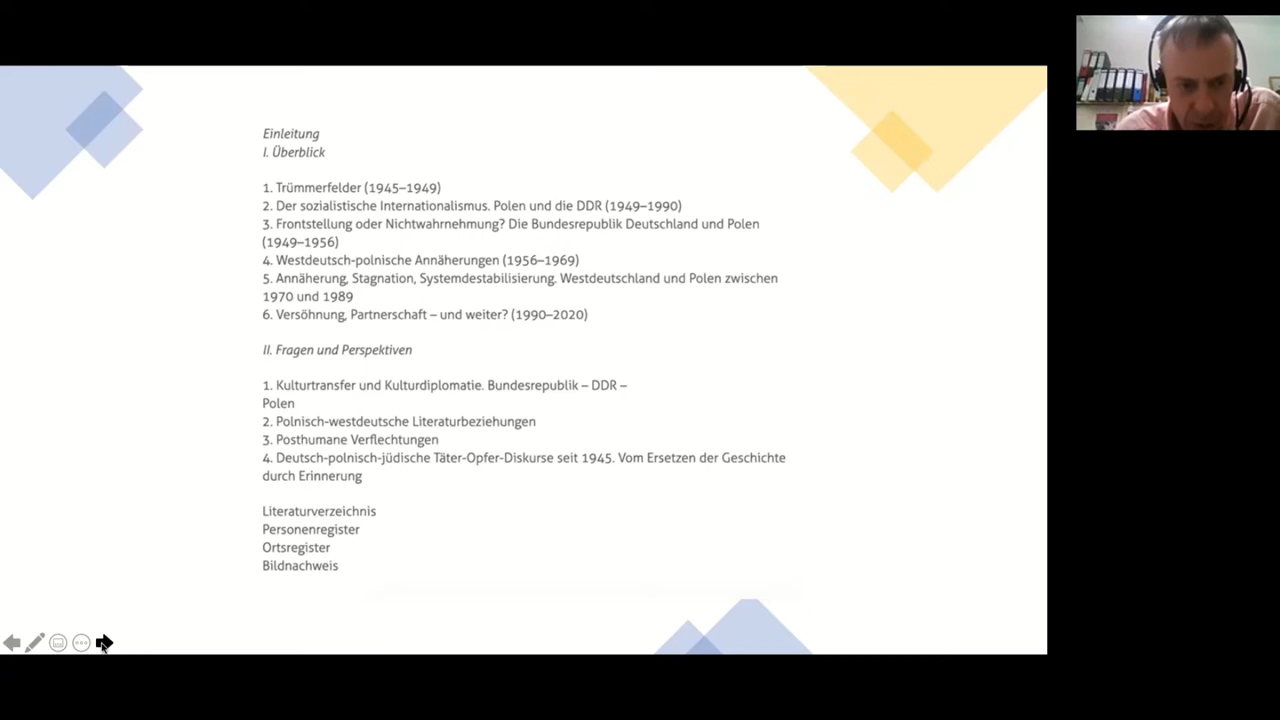 Einleitung
I. Überblick
1. Trümmerfelder (1945–1949)
2. Der sozialistische Internationalismus. Polen und die DDR (1949–1990)
3. Frontstellung oder Nichtwahrnehmung? Die Bundesrepublik Deutschland und Polen
(1949–1956)
4. Westdeutsch-polnische Annäherungen (1956–1969)
5. Annäherung, Stagnation, Systemdestabilisierung. Westdeutschland und Polen zwischen
1970 und 1989
6. Versöhnung, Partnerschaft – und weiter? (1990–2020)
II. Fragen und Perspektiven
1. Kulturtransfer und Kulturdiplomatie. Bundesrepublik – DDR –
Polen
2. Polnisch-westdeutsche Literaturbeziehungen
3. Posthumane Verflechtungen
4. Deutsch-polnisch-jüdische Täter-Opfer-Diskurse seit 1945. Vom Ersetzen der Geschichte
durch Erinnerung
Literaturverzeichnis
Personenregister
Ortsregister
Bildnachweis